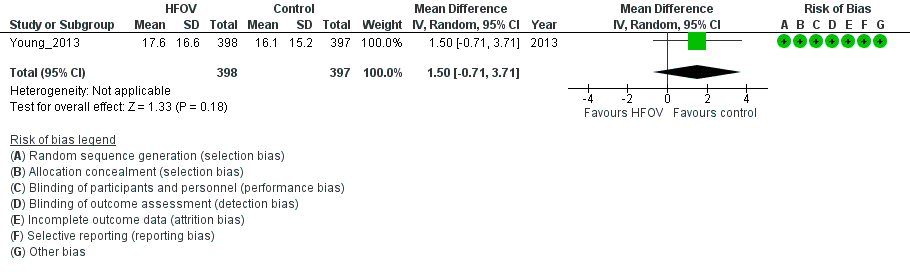 HFOV Control Mean Difference Mean Difference Risk of Bias
Study or Subgroup Mean SD Total Mean SD Total Weight IV, Random, 95% CI Year IV, Random, 95% CI A B C D E F G
Young_2013 17.6 16.6 398 16.1 15.2 397 100.0% 1.50 [-0.71, 3.71] 2013 + + + + + + +
Total (95% CI) 398 397 100.0% 1.50 [-0.71, 3.71]
Heterogeneity: Not applicable
Test for overall effect: Z = 1.33 (P = 0.18)
-4 -2 0 2 4
Favours HFOV Favours control
Risk of bias legend
(A) Random sequence generation (selection bias)
(B) Allocation concealment (selection bias)
(C) Blinding of participants and personnel (performance bias)
(D) Blinding of outcome assessment (detection bias)
(E) Incomplete outcome data (attrition bias)
(F) Selective reporting (reporting bias)
(G) Other bias